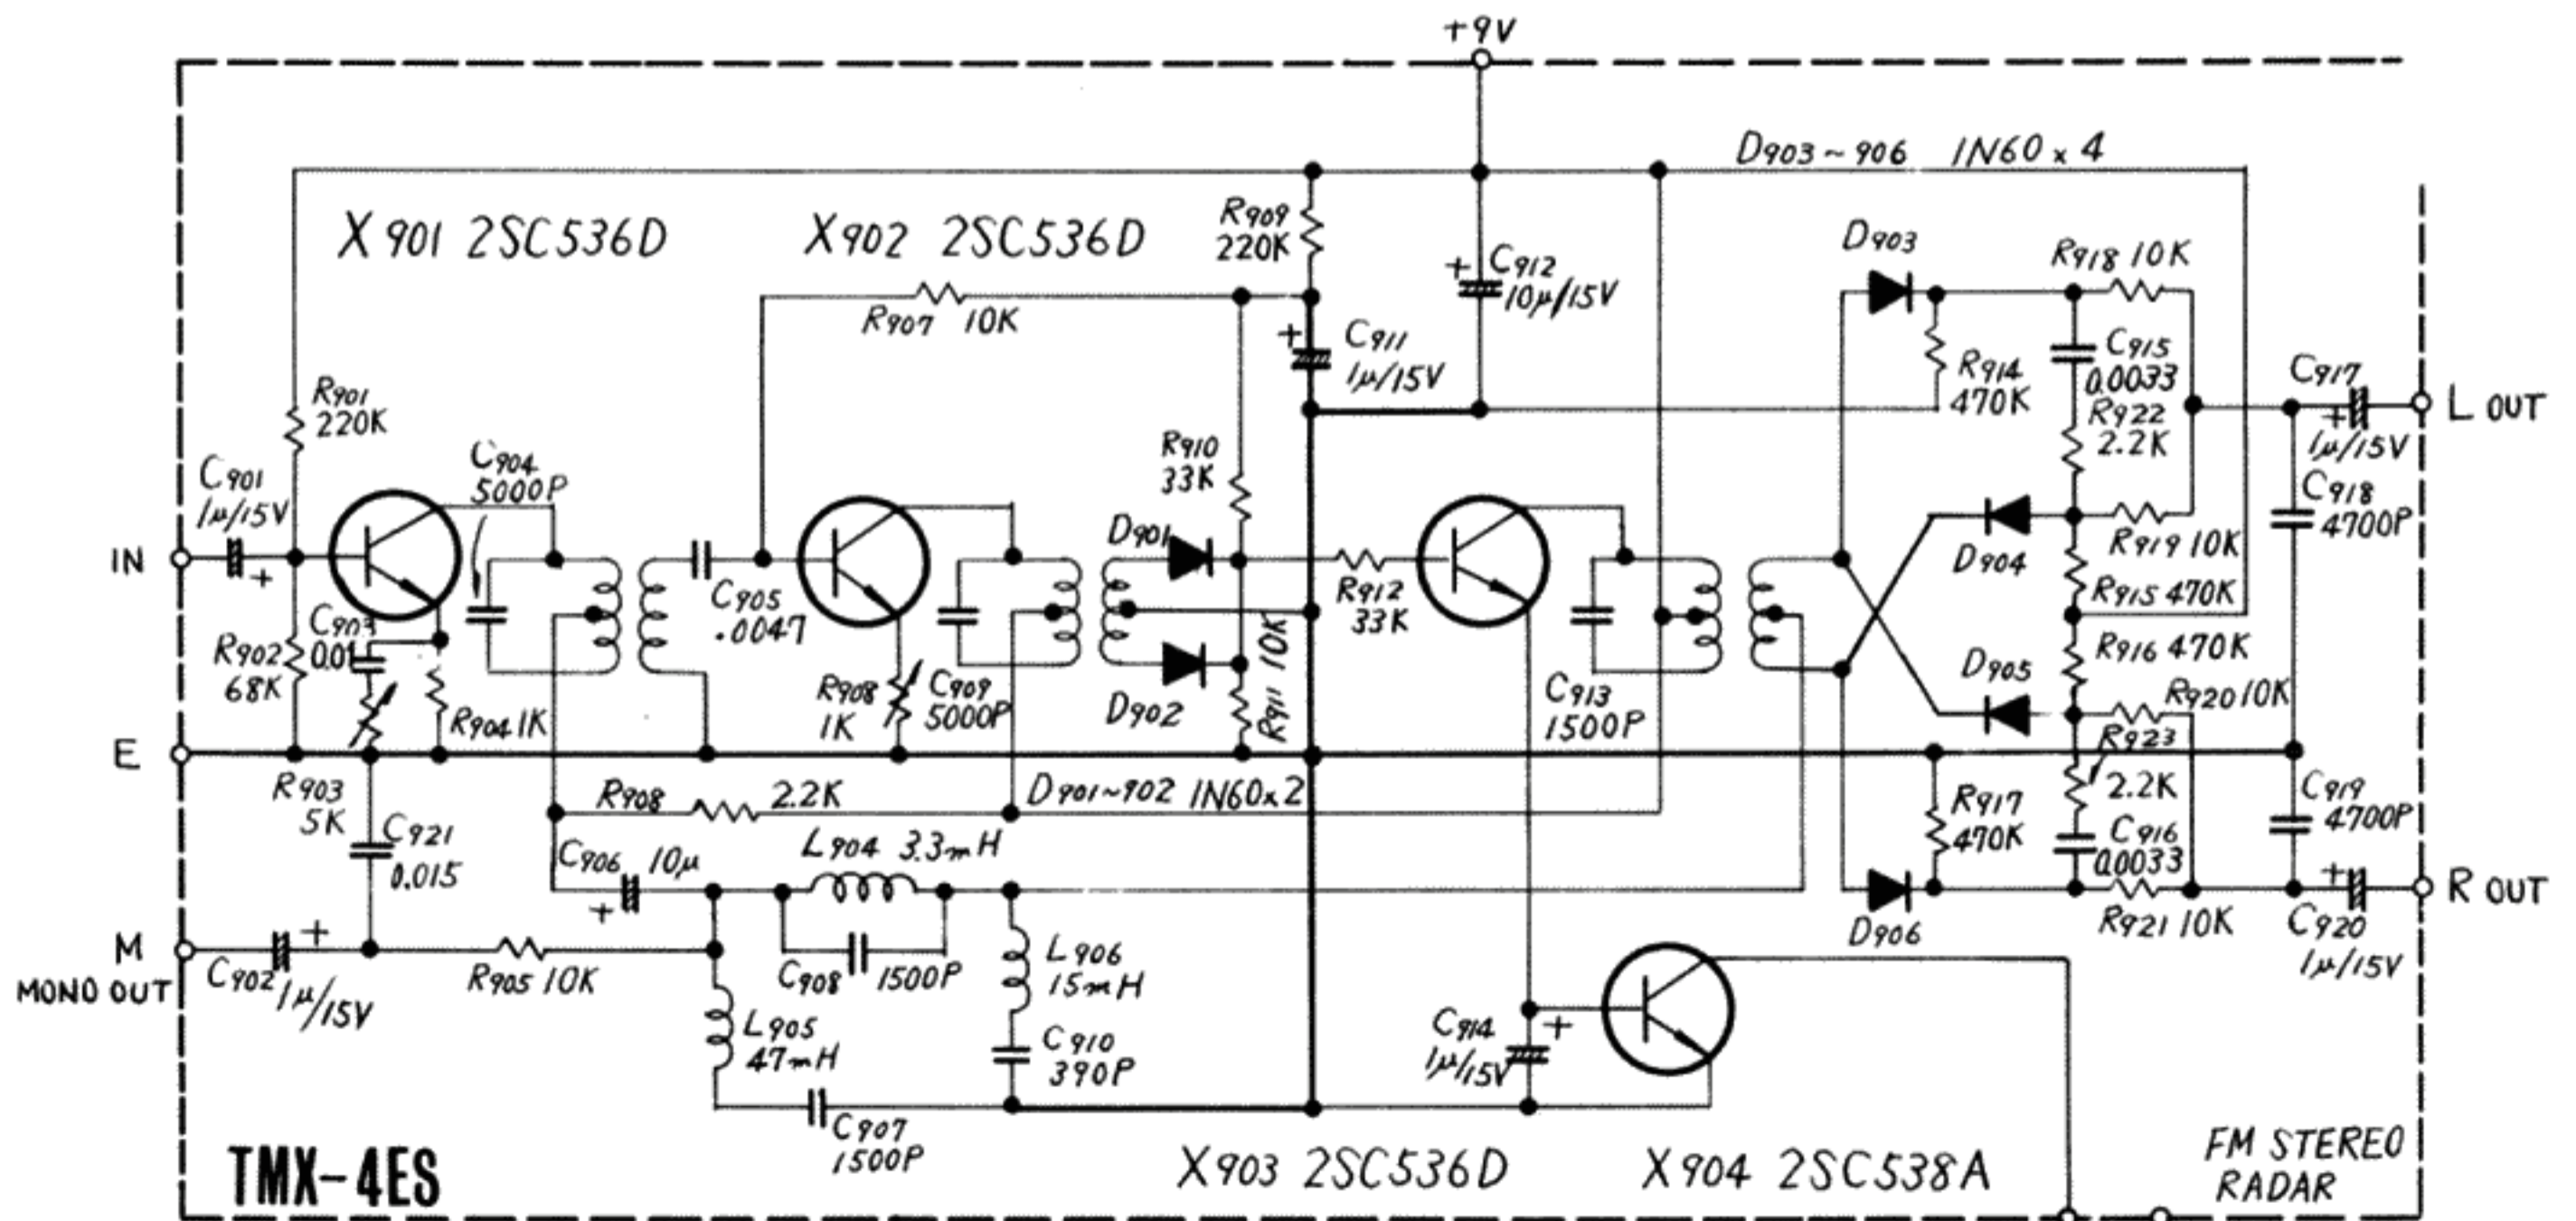 +9V
D903~906 1N60 x 4
X901 2SC536D
X902 2SC536D
R909
220K
C912
10μ/15V
+
D903
R918 10K
R907 10K
+
C911
1μ/15V
R914
470K
C915
0.0033
C917
+
1μ/15V
L OUT
R901
220K
R922
2.2K
C904
5000P
C901
1μ/15V
+
R910
33K
C918
4700P
IN
D901
D904
R919 10K
R915 470K
C905
.0047
R912
33K
C903
0.01
R902
68K
R916 470K
D905
R904 1K
R908
1K
C909
5000P
D902
R911 10K
C913
1500P
R920 10K
R923
2.2K
E
R903
5K
R908 2.2K
D901~902 1N60x2
R917
470K
C919
4700P
C921
0.015
C906 10μ
+
L904 3.3mH
C916
0.0033
+
R OUT
M
MONO OUT
C902
+
1μ/15V
R905 10K
C908 1500P
L906
15mH
D906
R921 10K
C920
1μ/15V
L905
47mH
C910
390P
C914
1μ/15V
+
C907
1500P
TMX-4ES
X903 2SC536D
X904 2SC538A
FM STEREO
RADAR